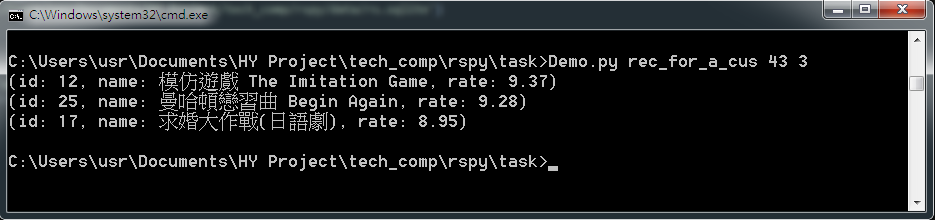 C:\Windows\system32\cmd.exe
C:\Users\usr\Documents\HY Project\tech_comp\rspy\task>Demo.py rec_for_a_cus 43 3
(id: 12, name: 模仿遊戲 The Imitation Game, rate: 9.37)
(id: 25, name: 曼哈頓戀習曲 Begin Again, rate: 9.28)
(id: 17, name: 求婚大作戰(日語劇), rate: 8.95)
C:\Users\usr\Documents\HY Project\tech_comp\rspy\task>_